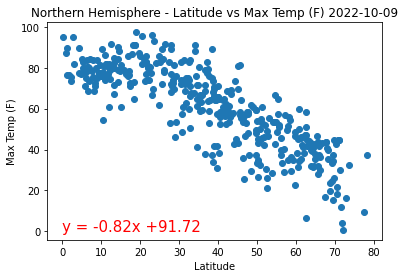 Northern Hemisphere - Latitude vs Max Temp (F) 2022-10-09
100
80
60
40
20
0
Max Temp (F)
y = -0.82x +91.72
0 10 20 30 40 50 60 70 80
Latitude